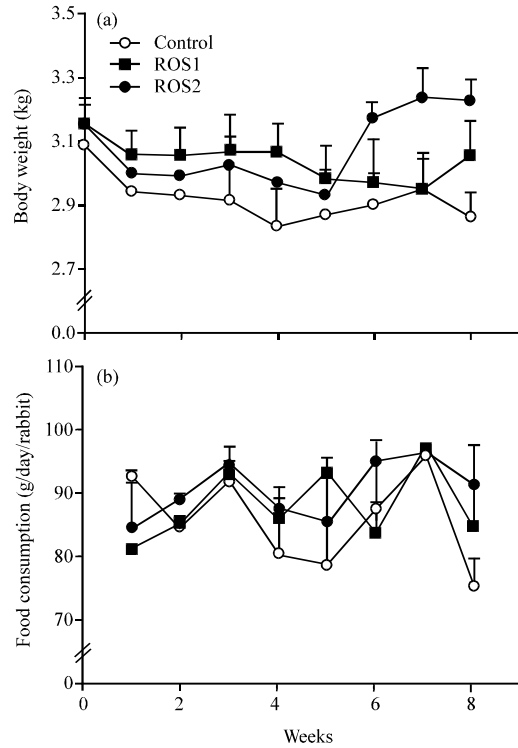 (a)
Control
ROS1
ROS2
Body weight (kg)
3.5
3.3
3.1
2.9
2.7
0.0
(b)
Food consumption (g/day/rabbit)
110
100
90
80
70
0
0 2 4 6 8
Weeks